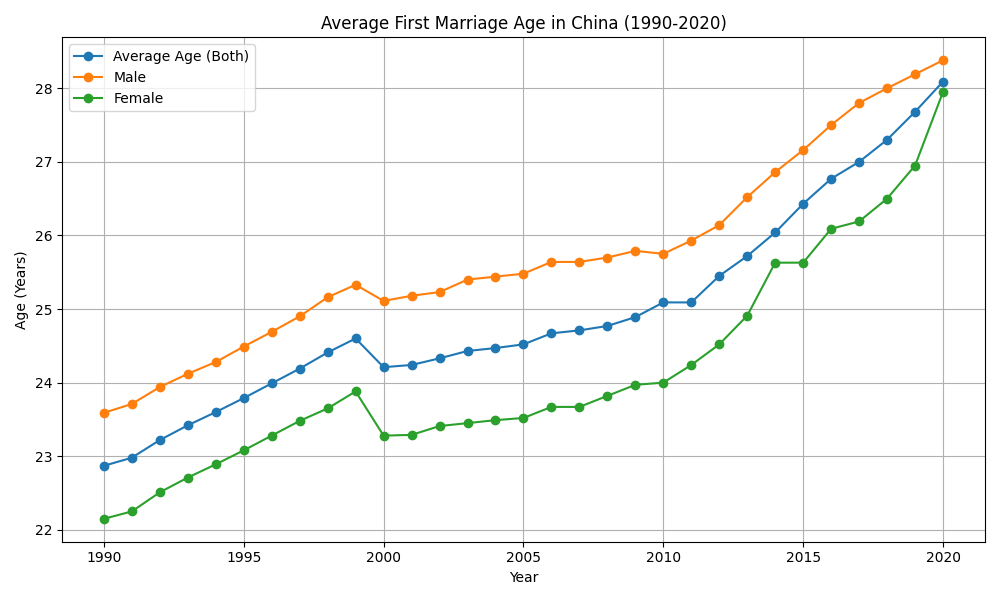 Average First Marriage Age in China (1990-2020)
Average Age (Both)
Male
Female
Age (Years)
28
27
26
25
24
23
22
1990 1995 2000 2005 2010 2015 2020
Year